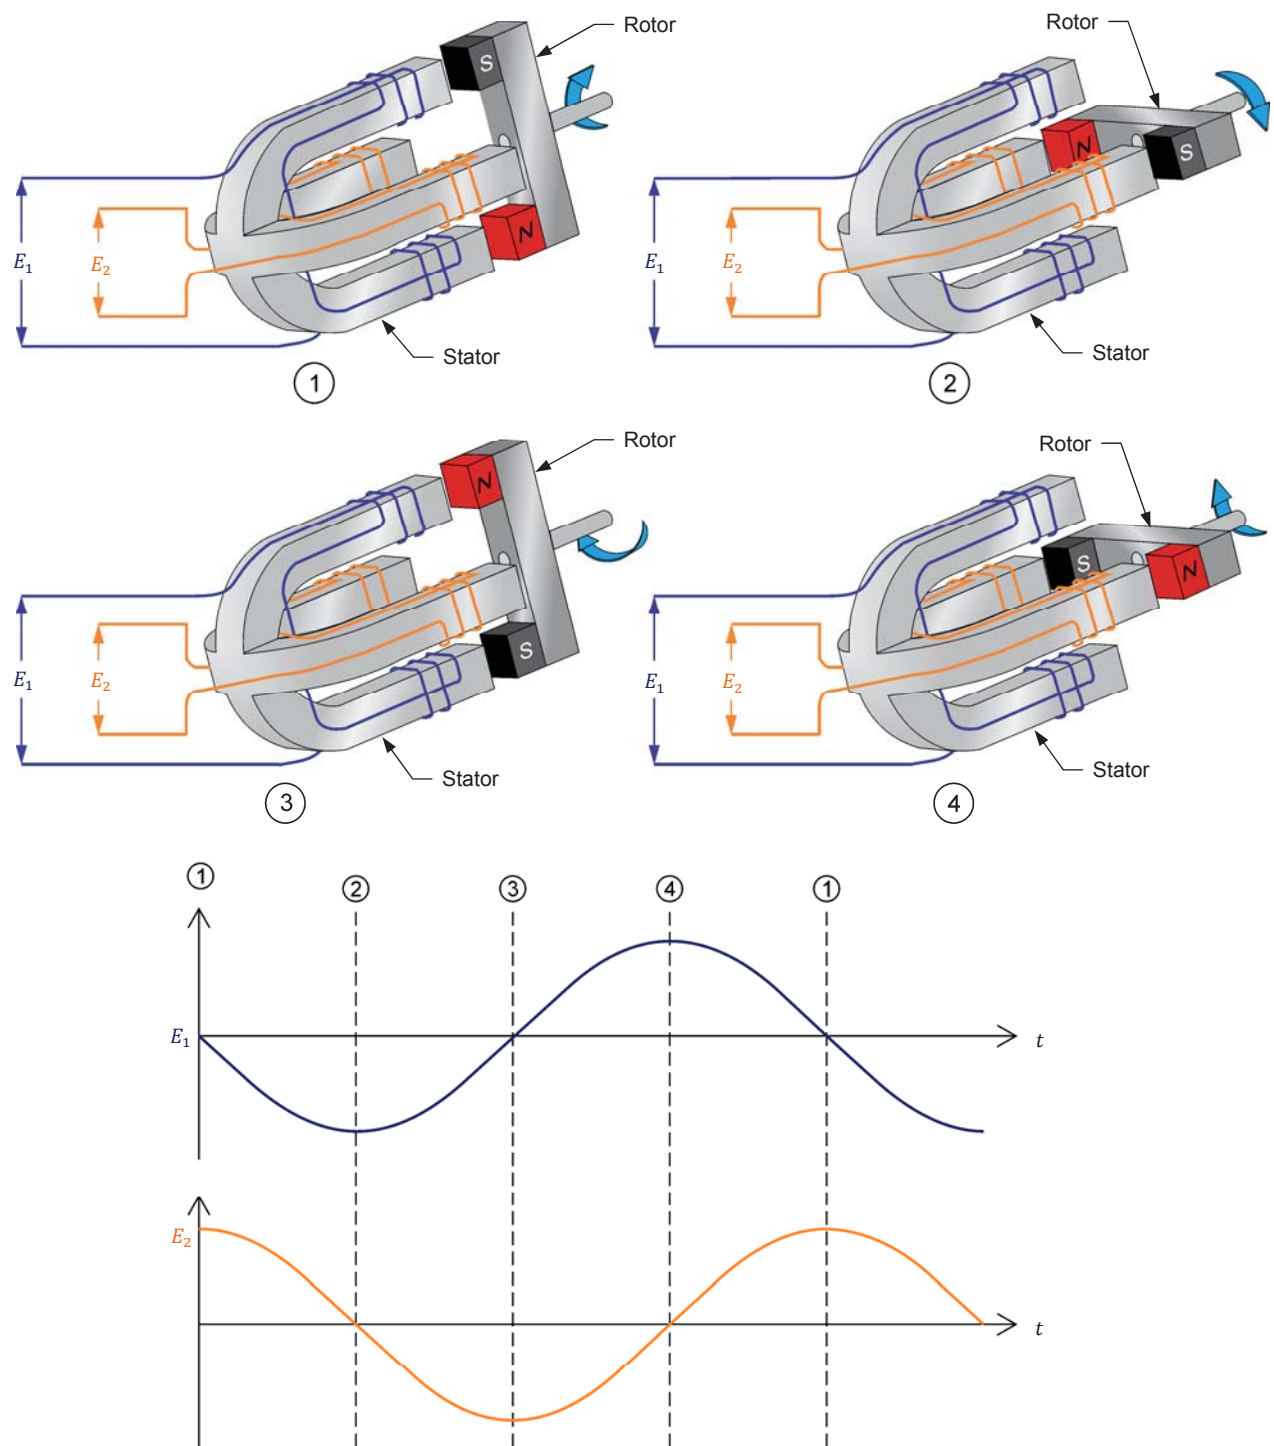 Rotor
S
N
E₁
E₂
Stator
①
Rotor
N
S
E₁
E₂
Stator
②
Rotor
N
S
E₁
E₂
Stator
③
Rotor
S
N
E₁
E₂
Stator
④
① ② ③ ④ ①
E₁
t
E₂
t